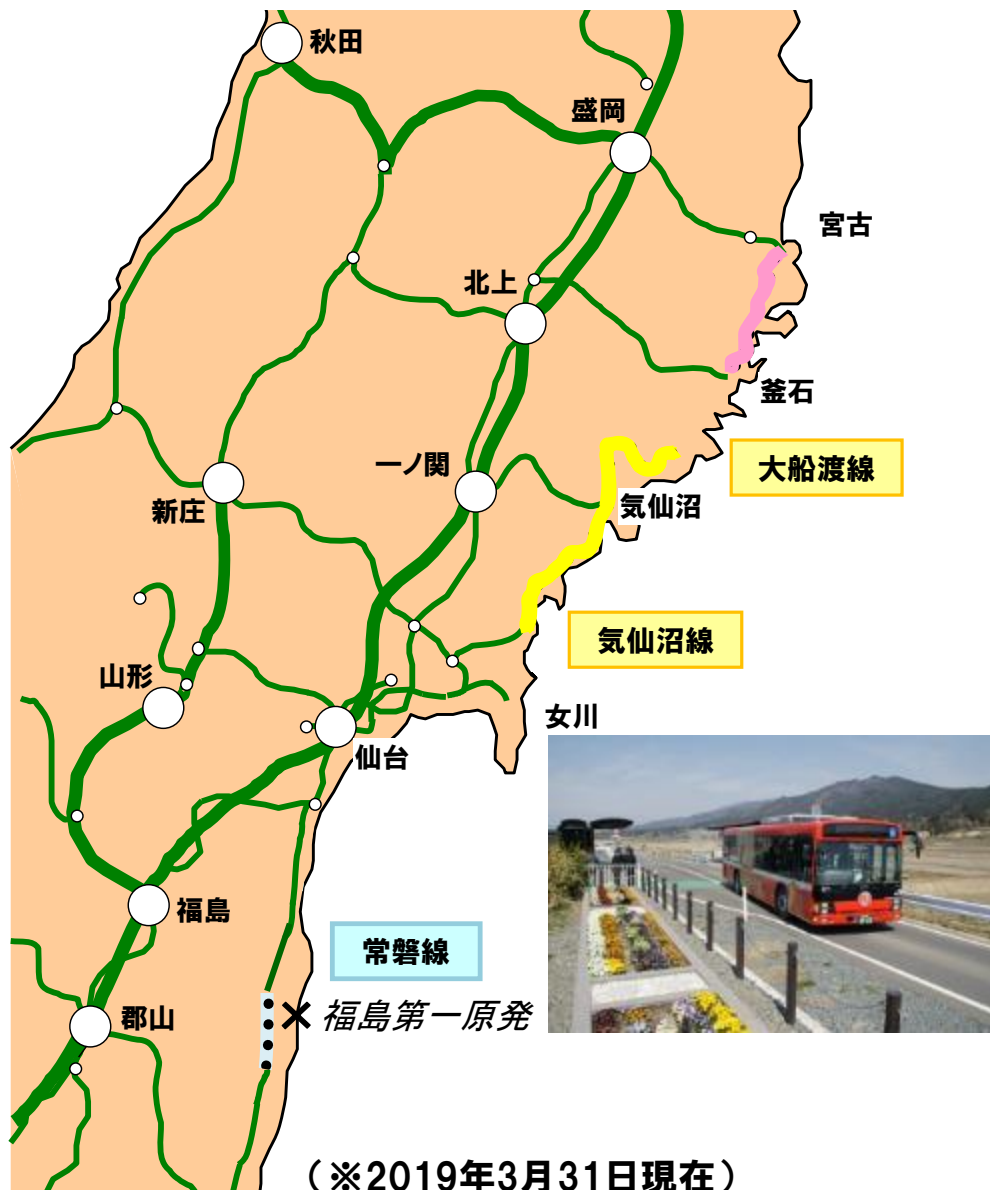 秋田
盛岡
宮古
北上
釜石
一ノ関
大船渡線
新庄
気仙沼
気仙沼線
山形
女川
仙台
福島
常磐線
郡山
福島第一原発
（※2019年3月31日現在）